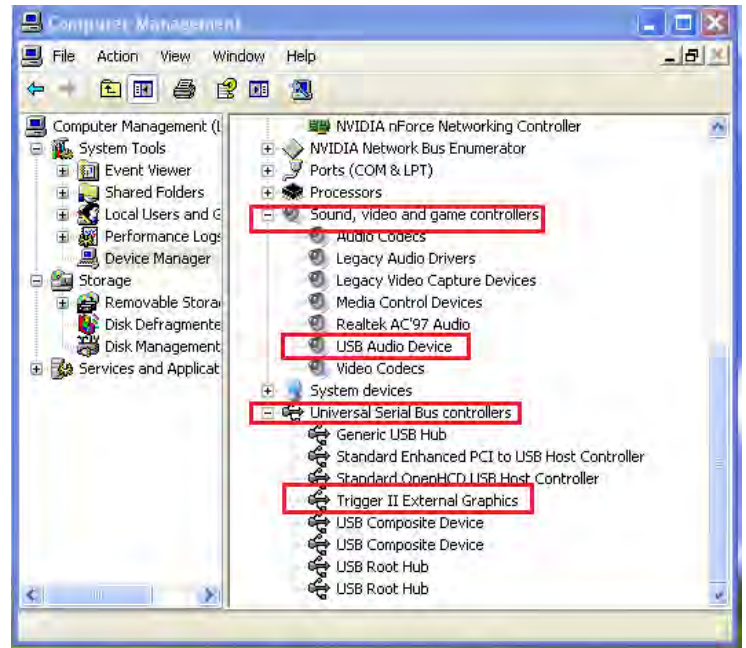 Computer Management
File Action View Window Help
Computer Management (L
System Tools
Event Viewer
Shared Folders
Local Users and G
Performance Logs
Device Manager
Storage
Removable Storag
Disk Defragmente
Disk Management
Services and Applicat
NVIDIA nForce Networking Controller
NVIDIA Network Bus Enumerator
Ports (COM & LPT)
Processors
Sound, video and game controllers
Audio Codecs
Legacy Audio Drivers
Legacy Video Capture Devices
Media Control Devices
Realtek AC'97 Audio
USB Audio Device
Video Codecs
System devices
Universal Serial Bus controllers
Generic USB Hub
Standard Enhanced PCI to USB Host Controller
Standard OpenHCD USB Host Controller
Trigger II External Graphics
USB Composite Device
USB Composite Device
USB Root Hub
USB Root Hub